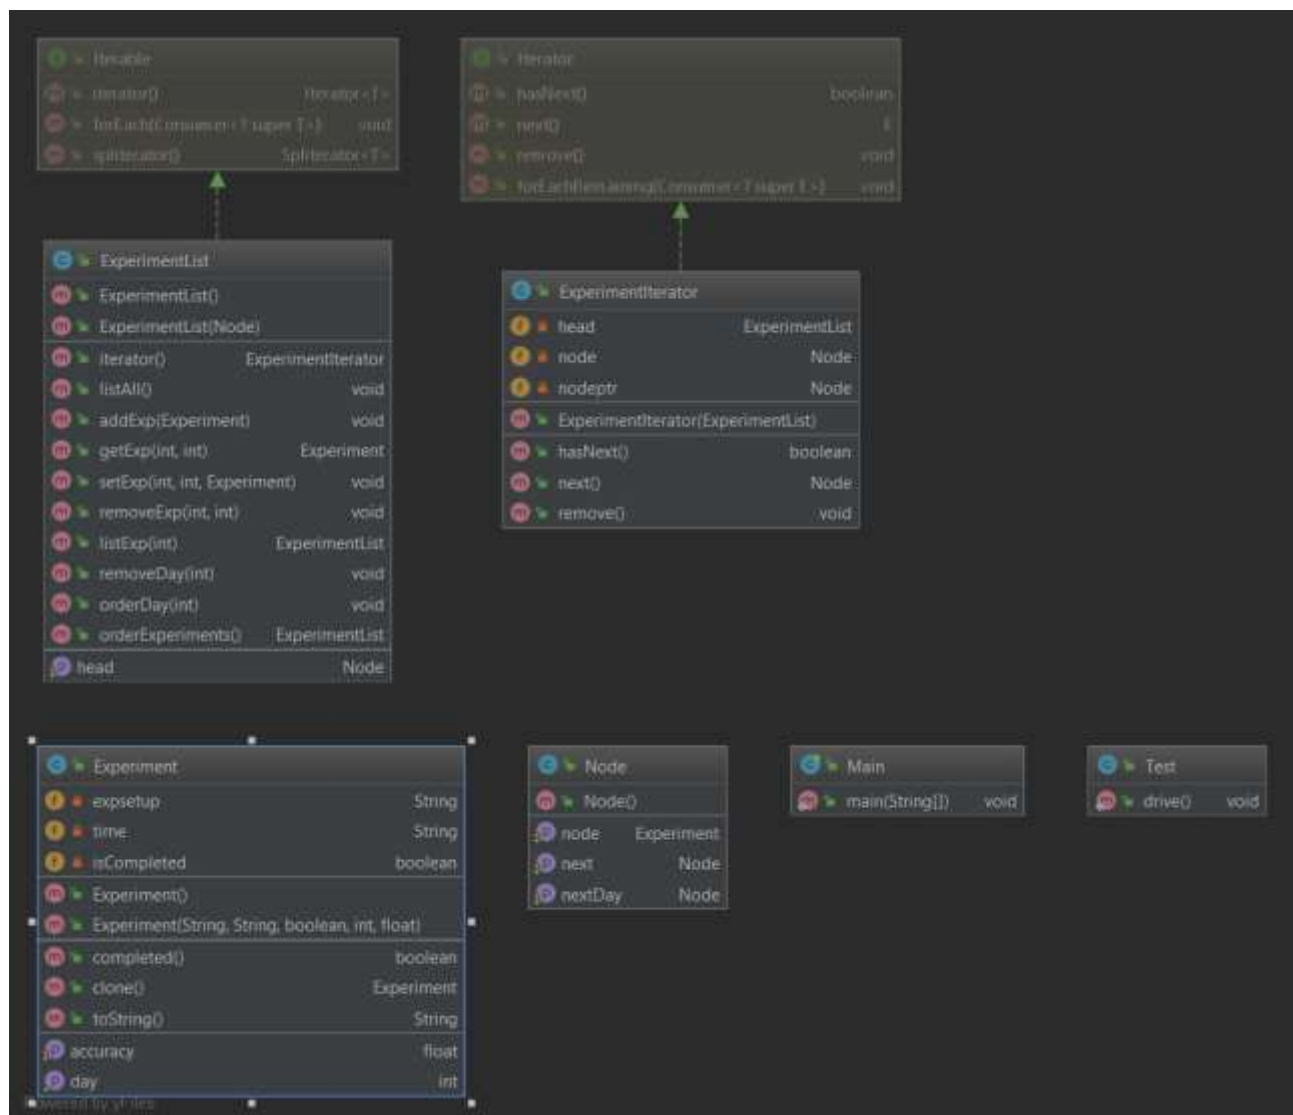 Iterable
iterator() Iterator<T>
forEach(Consumer<? super T>) void
spliterator() Spliterator<T>
Iterator
hasNext() boolean
next() E
remove() void
forEachRemaining(Consumer<? super E>) void
ExperimentList
ExperimentList()
ExperimentList(Node)
iterator() ExperimentIterator
listAll() void
addExp(Experiment) void
getExp(int, int) Experiment
setExp(int, int, Experiment) void
removeExp(int, int) void
listExp(int) ExperimentList
removeDay(int) void
orderDay(int) void
orderExperiments() ExperimentList
head Node
ExperimentIterator
head ExperimentList
node Node
nodeptr Node
ExperimentIterator(ExperimentList)
hasNext() boolean
next() Node
remove() void
Experiment
expsetup String
time String
isCompleted boolean
Experiment()
Experiment(String, String, boolean, int, float)
completed() boolean
clone() Experiment
toString() String
accuracy float
day int
Powered by yFiles
Node
Node()
node Experiment
next Node
nextDay Node
Main
main(String[]) void
Test
drive() void